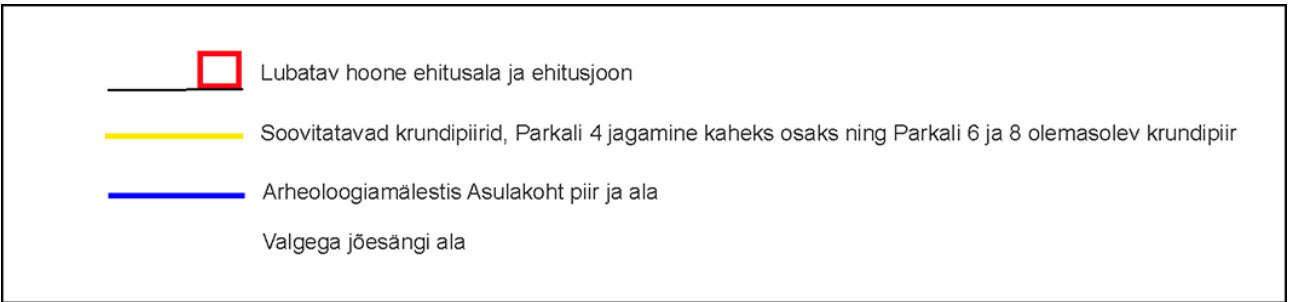 Lubatav hoone ehitusala ja ehitusjoon
Soovitatavad krundipiirid, Parkali 4 jagamine kaheks osaks ning Parkali 6 ja 8 olemasolev krundipiir
Arheoloogiamälestis Asulakoht piir ja ala
Valgega jõesängi ala